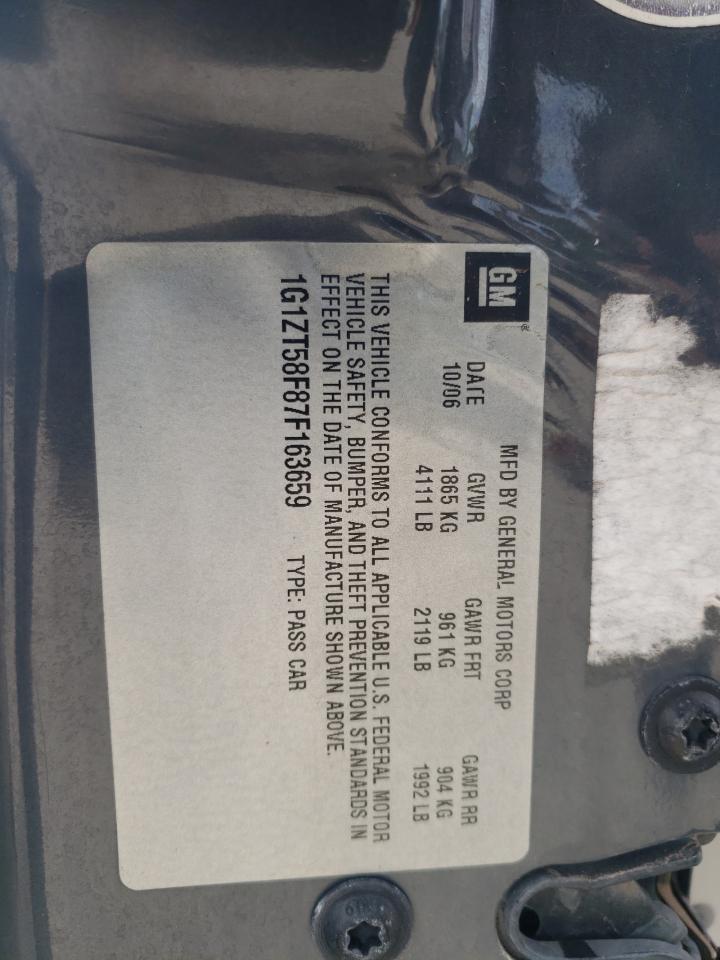 GM®
MFD BY GENERAL MOTORS CORP
DATE GVWR GAWR FRT GAWR RR
10/06 1865 KG 961 KG 904 KG
4111 LB 2119 LB 1992 LB
THIS VEHICLE CONFORMS TO ALL APPLICABLE U.S. FEDERAL MOTOR
VEHICLE SAFETY, BUMPER, AND THEFT PREVENTION STANDARDS IN
EFFECT ON THE DATE OF MANUFACTURE SHOWN ABOVE.
1G1ZT58F87F163659 TYPE: PASS CAR